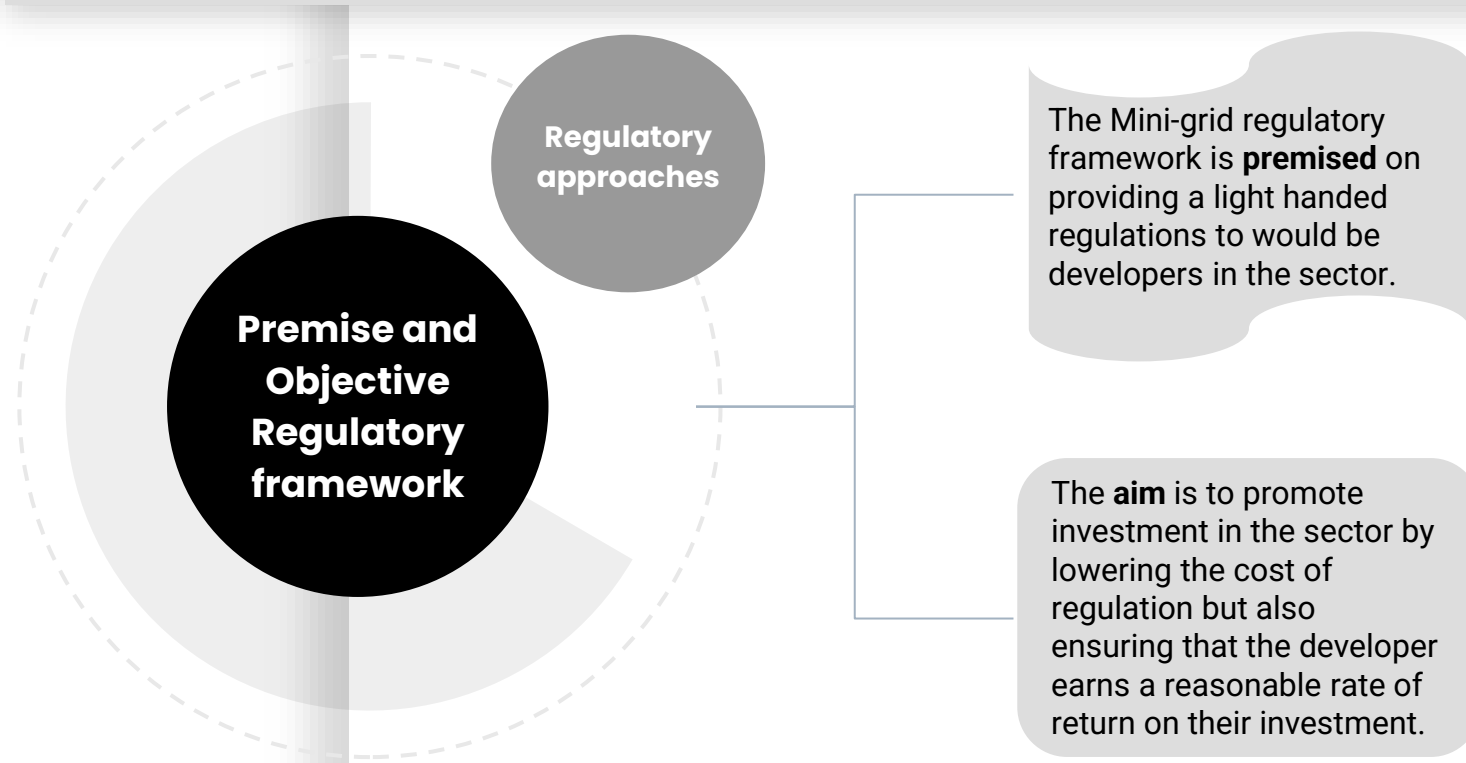 Regulatory
approaches
Premise and
Objective
Regulatory
framework
The Mini-grid regulatory
framework is premised on
providing a light handed
regulations to would be
developers in the sector.
The aim is to promote
investment in the sector by
lowering the cost of
regulation but also
ensuring that the developer
earns a reasonable rate of
return on their investment.